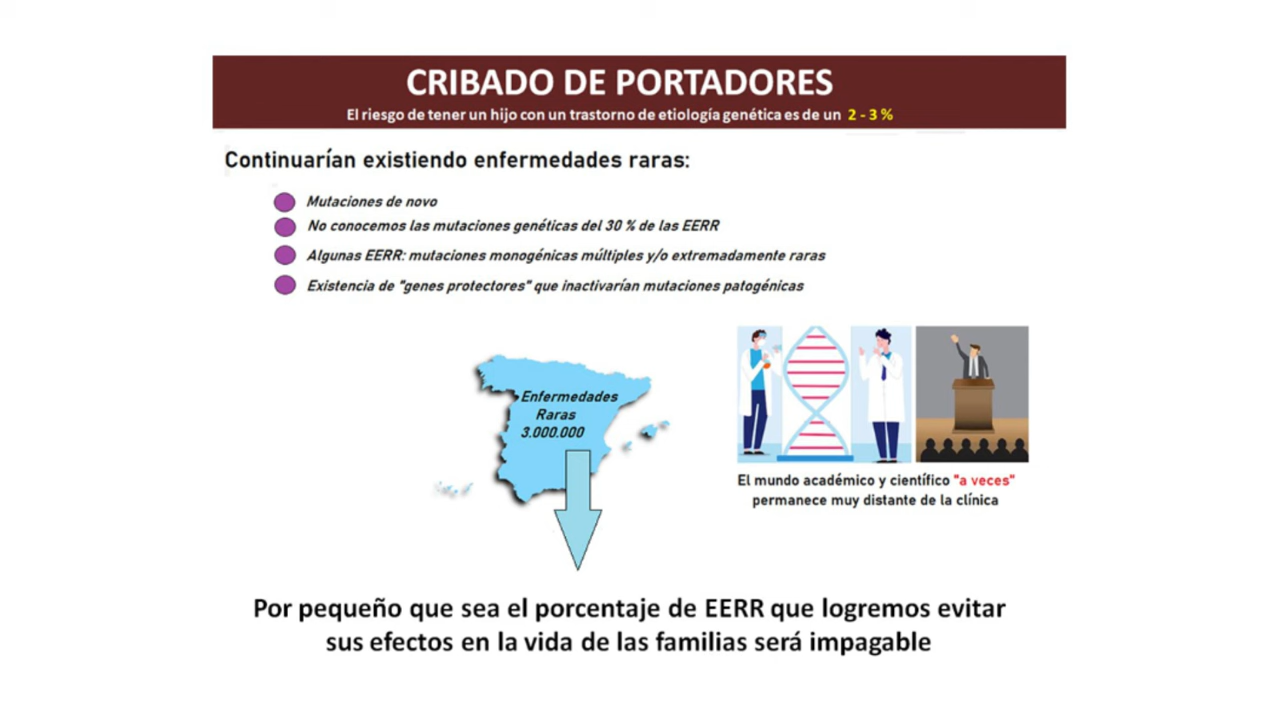 CRIBADO DE PORTADORES
El riesgo de tener un hijo con un trastorno de etiología genética es de un 2 - 3 %
Continuarían existiendo enfermedades raras:
Mutaciones de novo
No conocemos las mutaciones genéticas del 30 % de las EERR
Algunas EERR: mutaciones monogénicas múltiples y/o extremadamente raras
Existencia de "genes protectores" que inactivarían mutaciones patogénicas
Enfermedades
Raras
3.000.000
El mundo académico y científico "a veces"
permanece muy distante de la clínica
Por pequeño que sea el porcentaje de EERR que logremos evitar
sus efectos en la vida de las familias será impagable